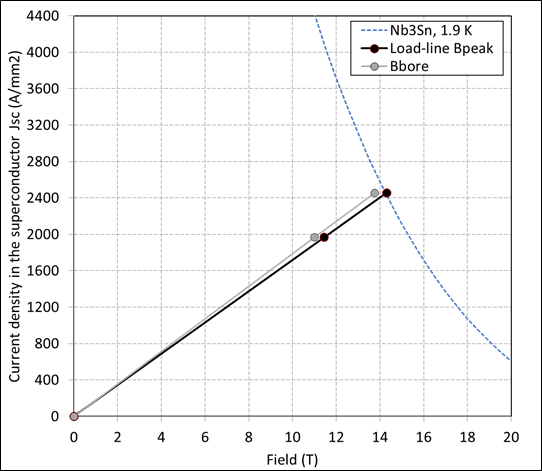 4400
4000
3600
3200
2800
2400
2000
1600
1200
800
400
0
Current density in the superconductor Jsc (A/mm2)
Nb3Sn, 1.9 K
Load-line Bpeak
Bbore
0 2 4 6 8 10 12 14 16 18 20
Field (T)